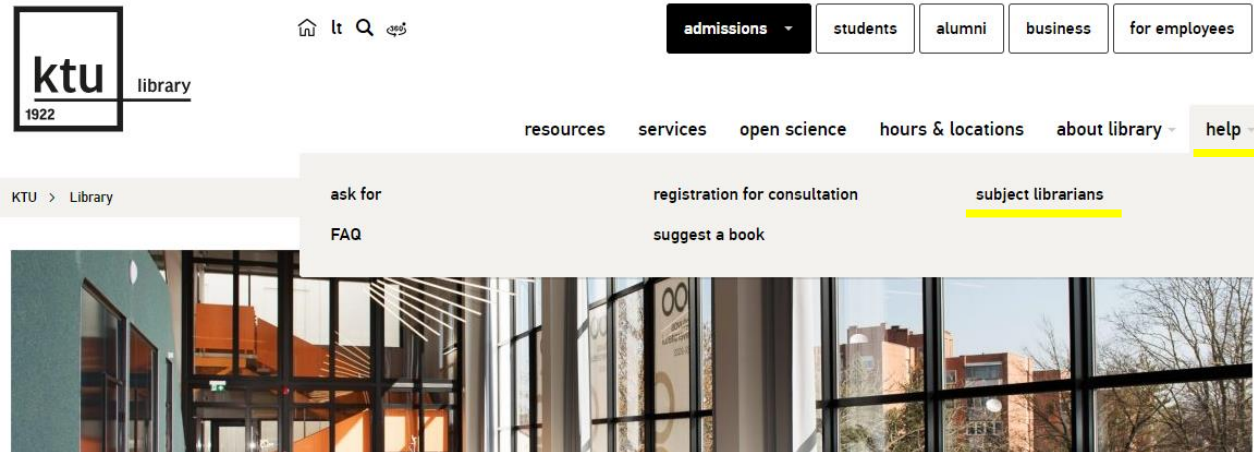 ktu
library
1922
lt
360°
admissions
students
alumni
business
for employees
resources
services
open science
hours & locations
about library
help
KTU > Library
ask for
registration for consultation
subject librarians
FAQ
suggest a book